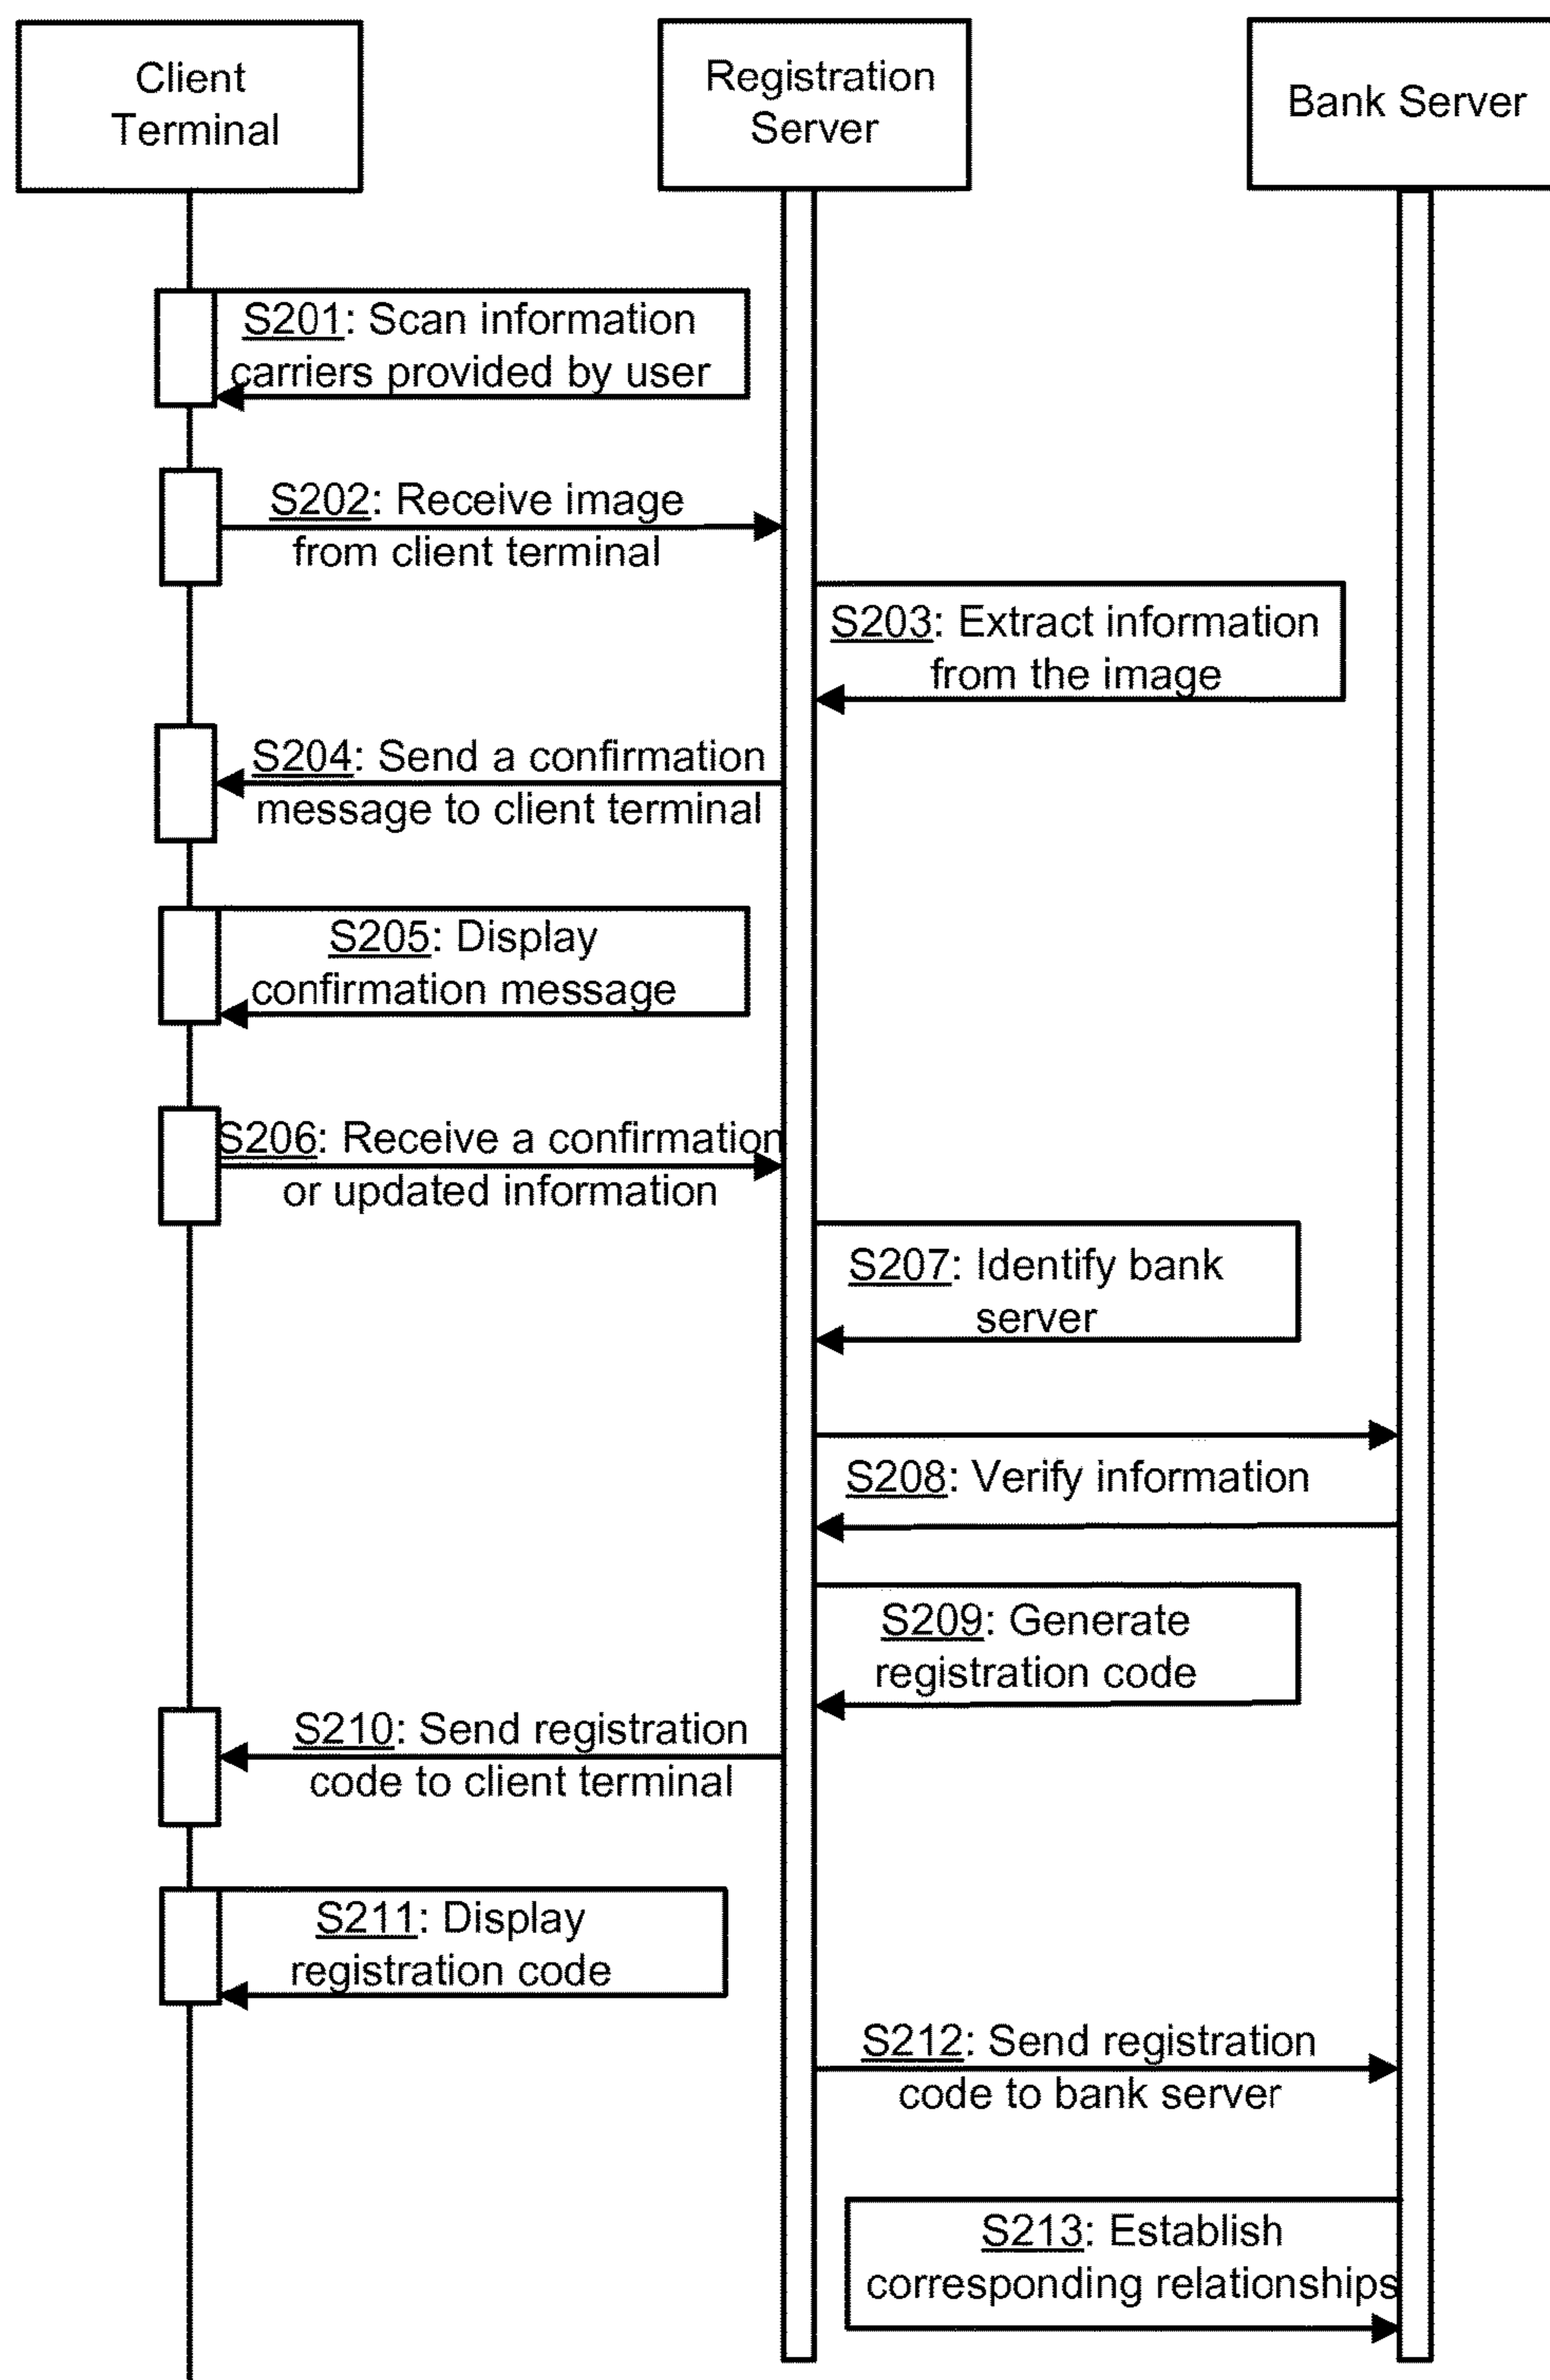 Client
Terminal
Registration
Server
Bank Server
S201: Scan information
carriers provided by user
S202: Receive image
from client terminal
S203: Extract information
from the image
S204: Send a confirmation
message to client terminal
S205: Display
confirmation message
S206: Receive a confirmation
or updated information
S207: Identify bank
server
S208: Verify information
S209: Generate
registration code
S210: Send registration
code to client terminal
S211: Display
registration code
S212: Send registration
code to bank server
S213: Establish
corresponding relationships